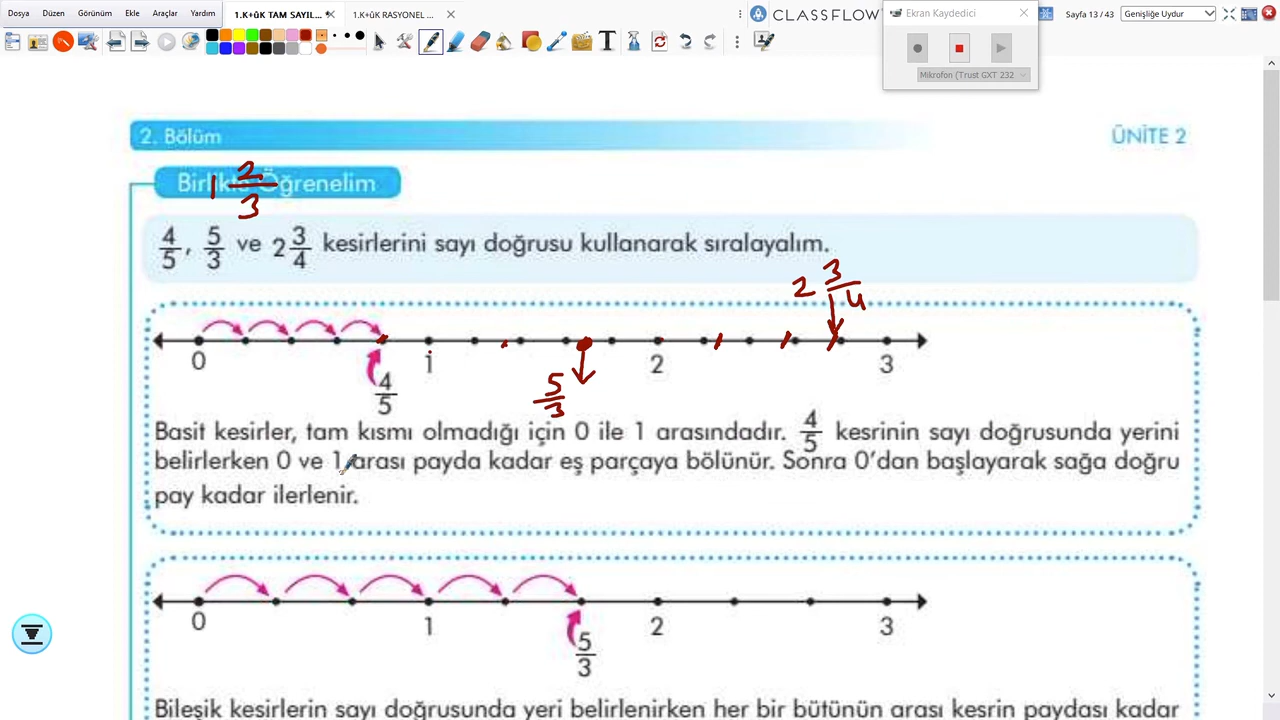 Dosya Düzen Görünüm Ekle Araçlar Yardım
1.K+ûK TAM SAYIL... * 1.K+ûK RASYONEL ...
CLASSFLOW
Ekran Kaydedici
Sayfa 13 / 43 Genişliğe Uydur
Mikrofon (Trust GXT 232
T
2. Bölüm ÜNİTE 2
Birlikte Öğrenelim
1 2/3
4/5, 5/3 ve 2 3/4 kesirlerini sayı doğrusu kullanarak sıralayalım.
2 3/4
0 1 2 3
4/5 5/3
Basit kesirler, tam kısmı olmadığı için 0 ile 1 arasındadır. 4/5 kesrinin sayı doğrusunda yerini
belirlerken 0 ve 1 arası payda kadar eş parçaya bölünür. Sonra 0'dan başlayarak sağa doğru
pay kadar ilerlenir.
0 1 2 3
5/3
Bileşik kesirlerin sayı doğrusunda yeri belirlenirken her bir bütünün arası kesrin paydası kadar